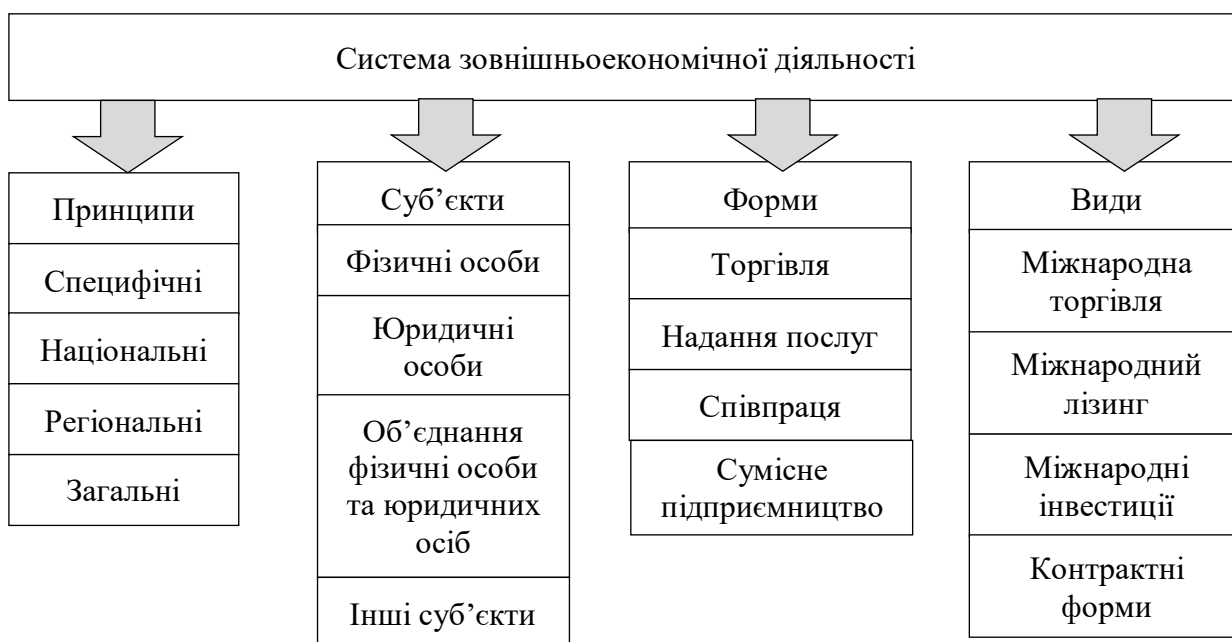 Система зовнішньоекономічної діяльності
Принципи
Специфічні
Національні
Регіональні
Загальні
Суб’єкти
Фізичні особи
Юридичні
особи
Об’єднання
фізичні особи
та юридичних
осіб
Інші суб’єкти
Форми
Торгівля
Надання послуг
Співпраця
Сумісне
підприємництво
Види
Міжнародна
торгівля
Міжнародний
лізинг
Міжнародні
інвестиції
Контрактні
форми